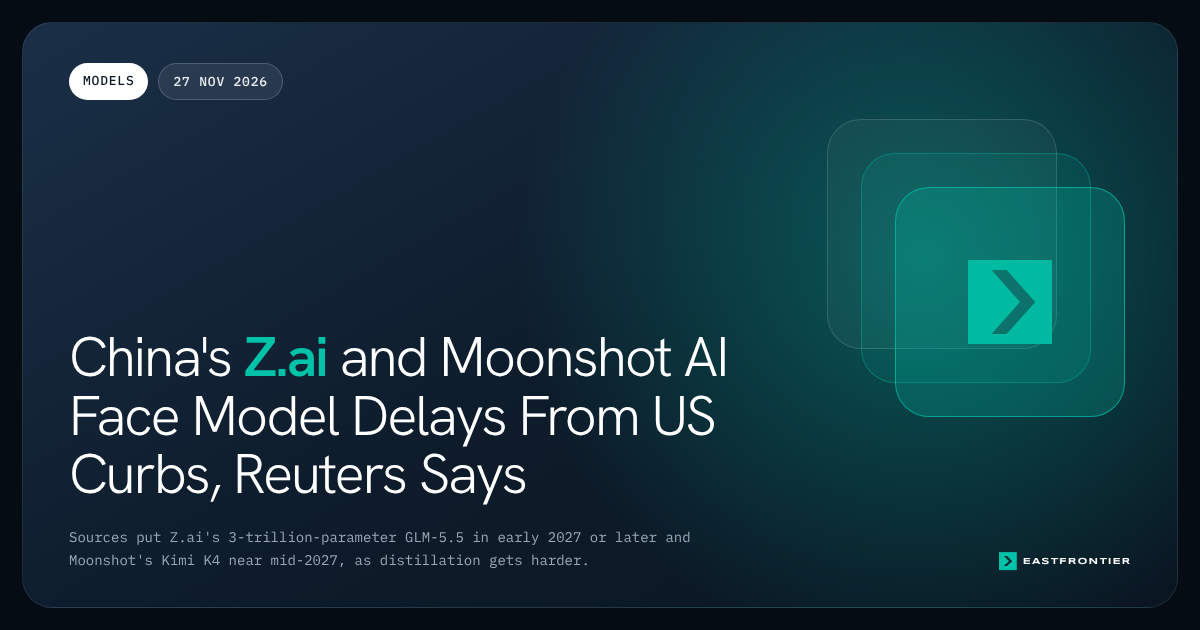 MODELS
27 NOV 2026
China's Z.ai and Moonshot AI
Face Model Delays From US
Curbs, Reuters Says
Sources put Z.ai's 3-trillion-parameter GLM-5.5 in early 2027 or later and
Moonshot's Kimi K4 near mid-2027, as distillation gets harder.
EASTFRONTIER